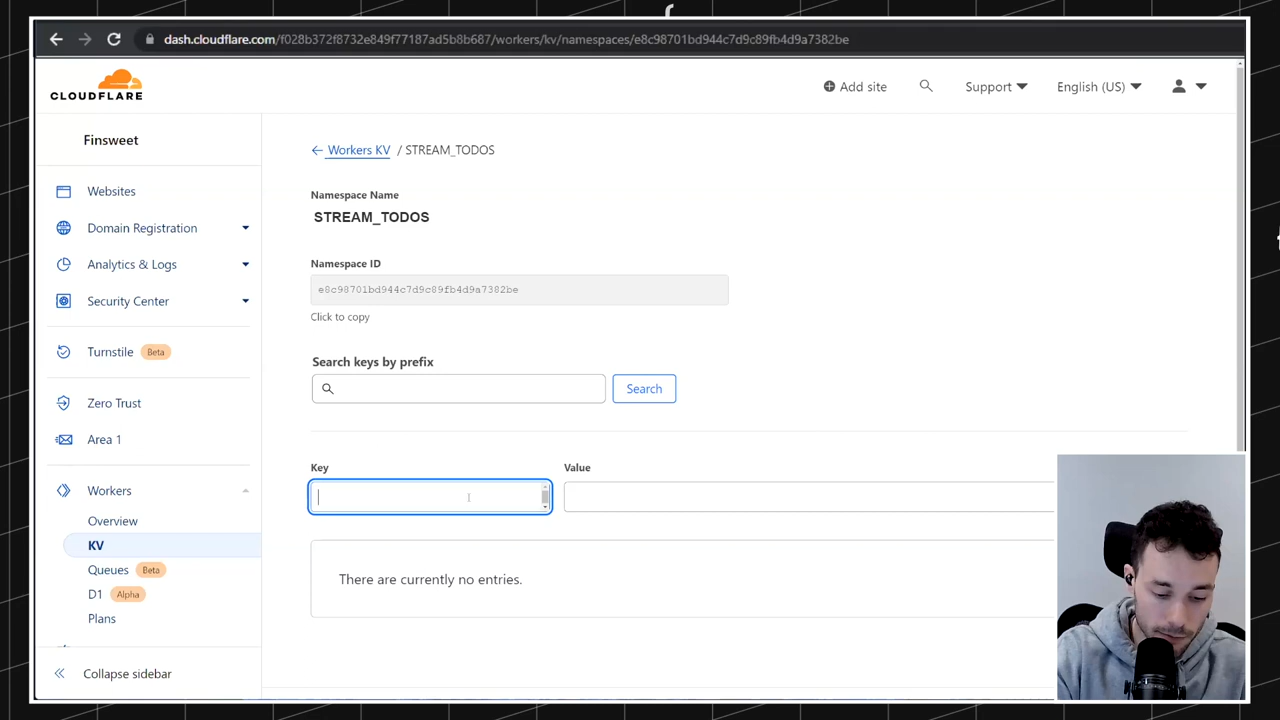 dash.cloudflare.com/f028b372f8732e849f77187ad5b8b687/workers/kv/namespaces/e8c98701bd944c7d9c89fb4d9a7382be
CLOUDFLARE
Add site
Support
English (US)
Finsweet
Websites
Domain Registration
Analytics & Logs
Security Center
Turnstile Beta
Zero Trust
Area 1
Workers
Overview
KV
Queues Beta
D1 Alpha
Plans
Collapse sidebar
← Workers KV / STREAM_TODOS
Namespace Name
STREAM_TODOS
Namespace ID
e8c98701bd944c7d9c89fb4d9a7382be
Click to copy
Search keys by prefix
Search
Key
Value
There are currently no entries.